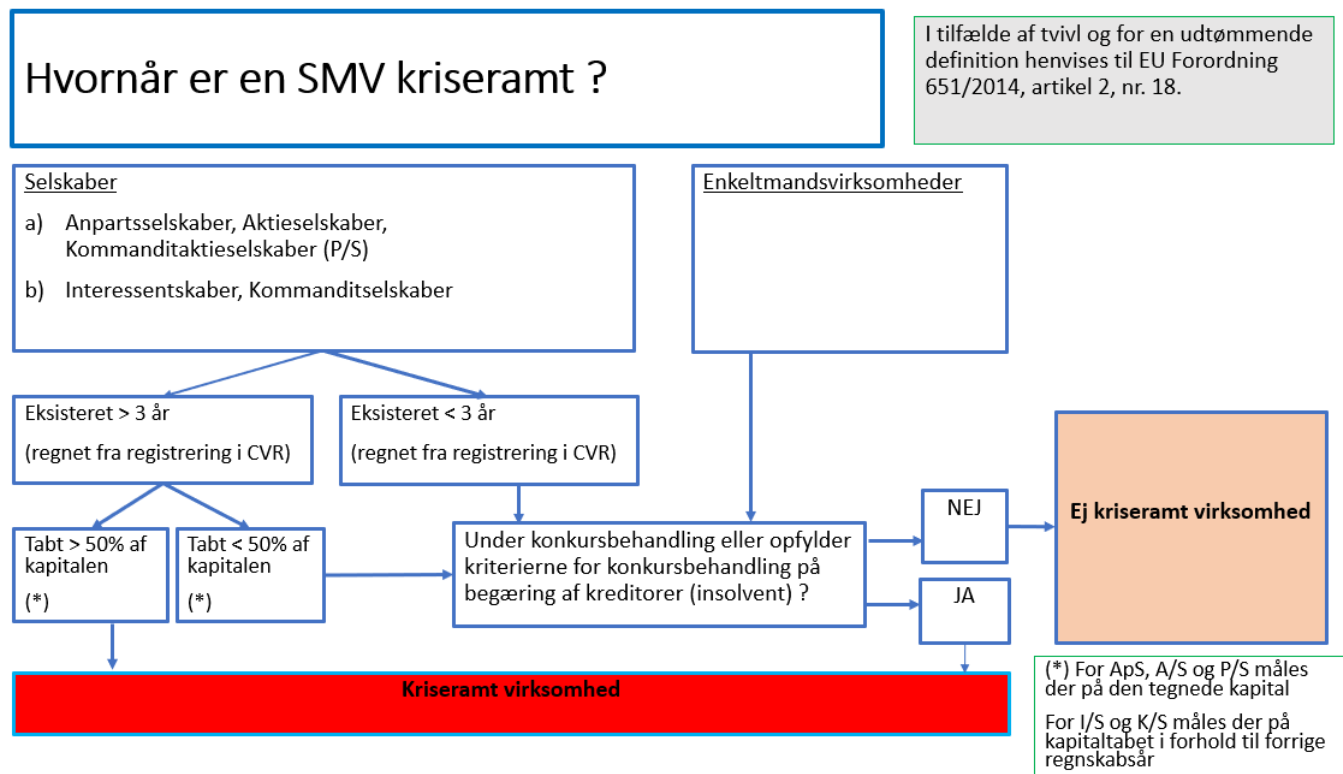 Hvornår er en SMV kriseramt ?
I tilfælde af tvivl og for en udtømmende
definition henvises til EU Forordning
651/2014, artikel 2, nr. 18.
Selskaber
a) Anpartsselskaber, Aktieselskaber,
Kommanditaktieselskaber (P/S)
b) Interessentskaber, Kommanditselskaber
Enkeltmandsvirksomheder
Eksisteret > 3 år
(regnet fra registrering i CVR)
Eksisteret < 3 år
(regnet fra registrering i CVR)
Tabt > 50% af
kapitalen
(*)
Tabt < 50% af
kapitalen
(*)
Under konkursbehandling eller opfylder
kriterierne for konkursbehandling på
begæring af kreditorer (insolvent) ?
NEJ
JA
Ej kriseramt virksomhed
Kriseramt virksomhed
(*) For ApS, A/S og P/S måles
der på den tegnede kapital
For I/S og K/S måles der på
kapitaltabet i forhold til forrige
regnskabsår